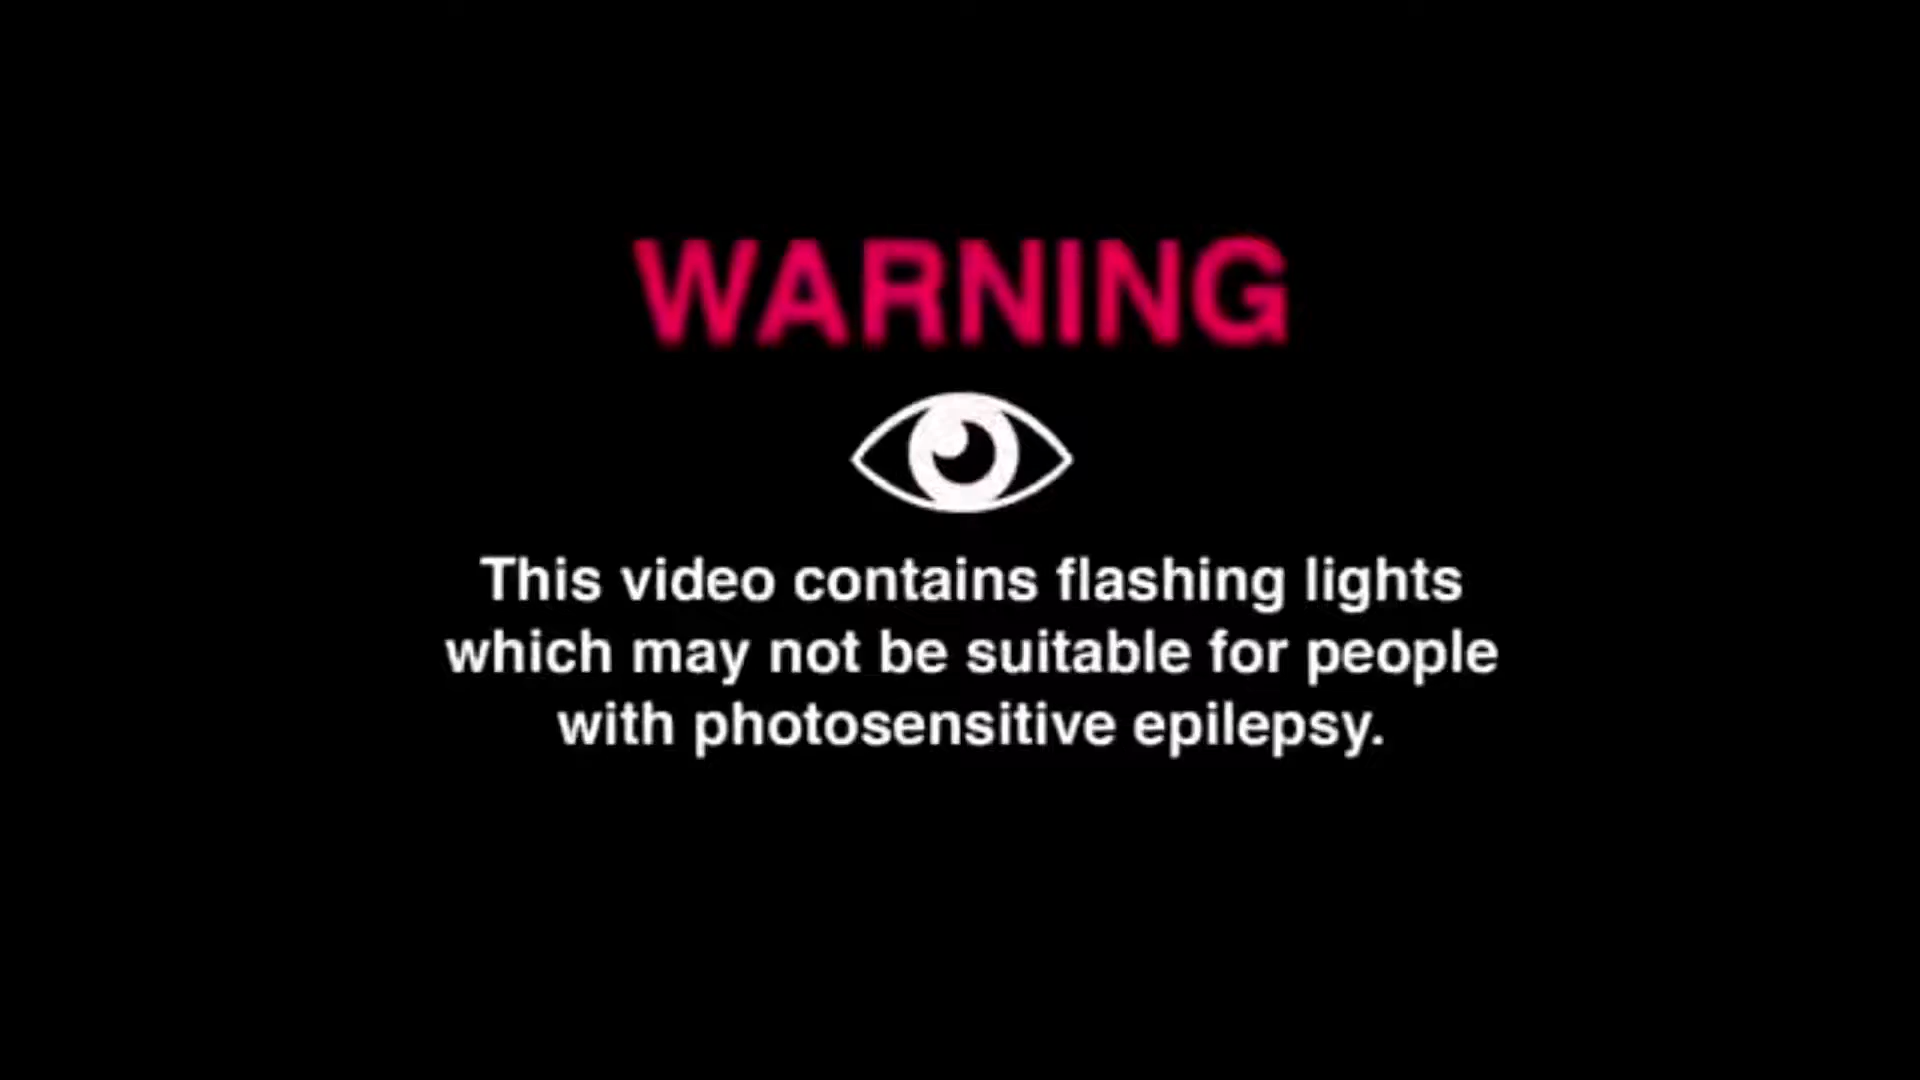 WARNING
This video contains flashing lights
which may not be suitable for people
with photosensitive epilepsy.